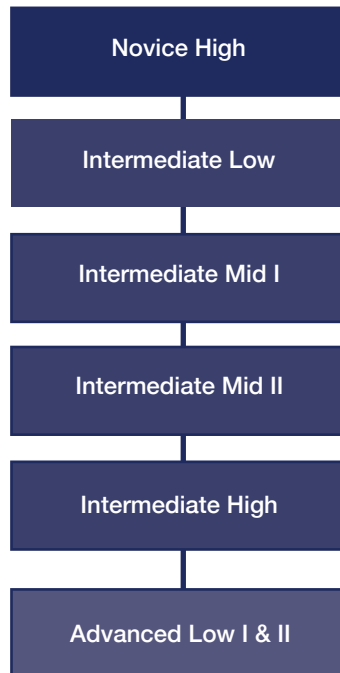 Novice High
Intermediate Low
Intermediate Mid I
Intermediate Mid II
Intermediate High
Advanced Low I & II